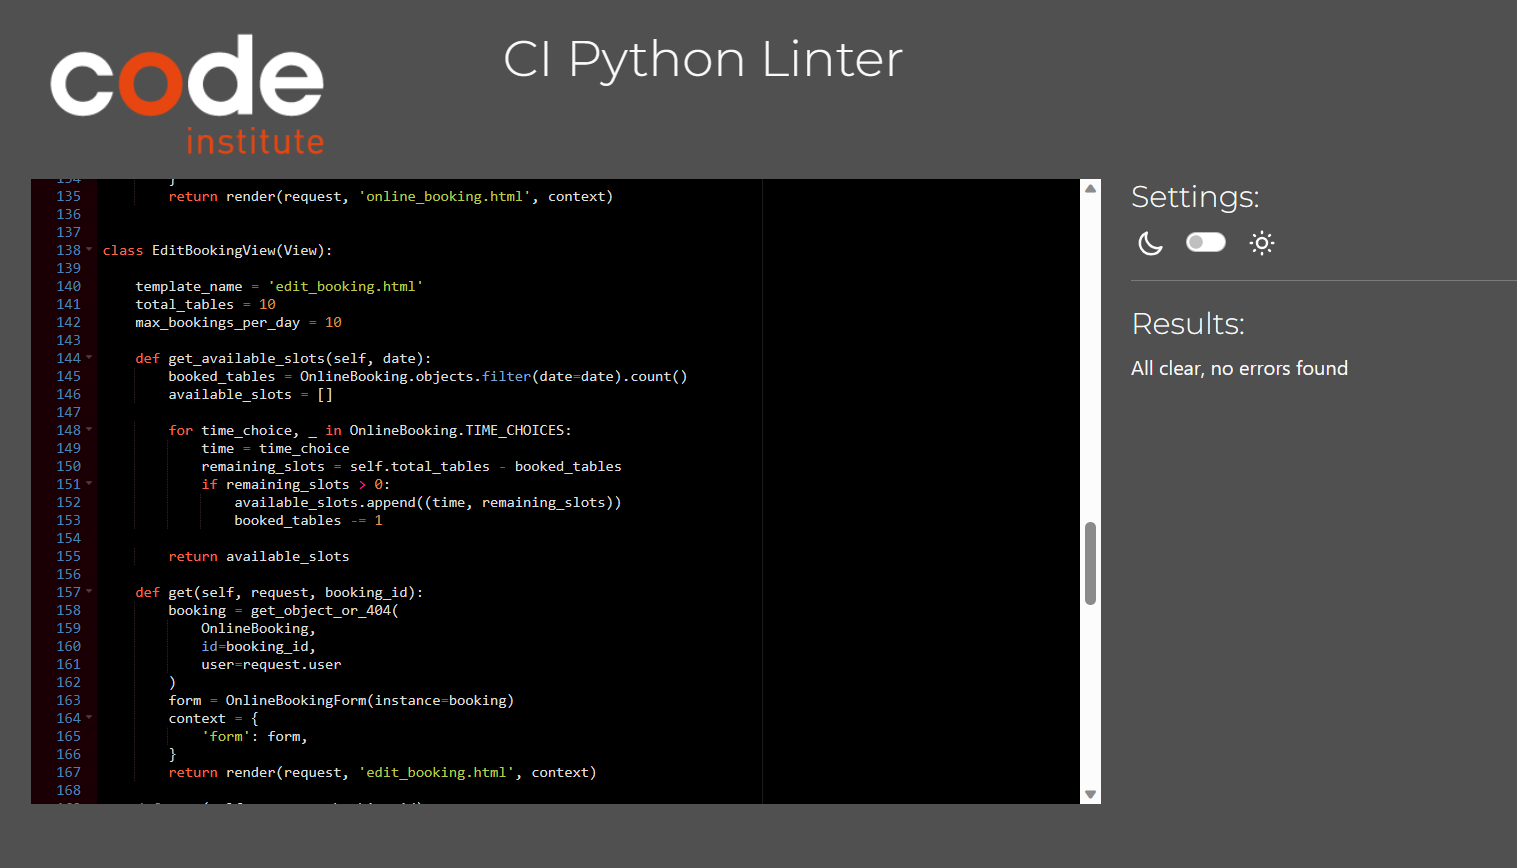 code
institute
CI Python Linter
134 }
135 return render(request, 'online_booking.html', context)
136
137
138 class EditBookingView(View):
139
140 template_name = 'edit_booking.html'
141 total_tables = 10
142 max_bookings_per_day = 10
143
144 def get_available_slots(self, date):
145 booked_tables = OnlineBooking.objects.filter(date=date).count()
146 available_slots = []
147
148 for time_choice, _ in OnlineBooking.TIME_CHOICES:
149 time = time_choice
150 remaining_slots = self.total_tables - booked_tables
151 if remaining_slots > 0:
152 available_slots.append((time, remaining_slots))
153 booked_tables -= 1
154
155 return available_slots
156
157 def get(self, request, booking_id):
158 booking = get_object_or_404(
159 OnlineBooking,
160 id=booking_id,
161 user=request.user
162 )
163 form = OnlineBookingForm(instance=booking)
164 context = {
165 'form': form,
166 }
167 return render(request, 'edit_booking.html', context)
168
Settings:
Results:
All clear, no errors found